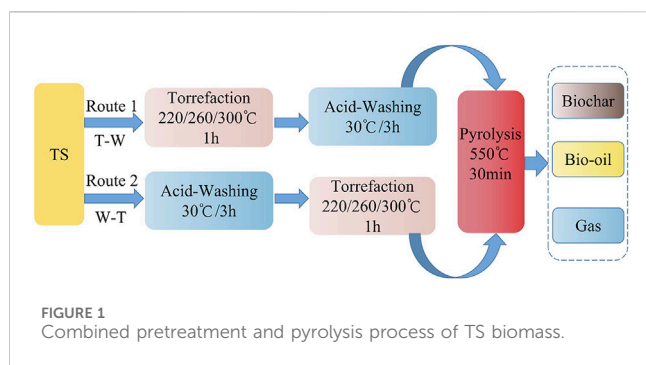 TS
Route 1
T-W
Torrefaction
220/260/300℃
1h
Acid-Washing
30℃/3h
Route 2
W-T
Acid-Washing
30℃/3h
Torrefaction
220/260/300℃
1h
Pyrolysis
550℃
30min
Biochar
Bio-oil
Gas
FIGURE 1
Combined pretreatment and pyrolysis process of TS biomass.